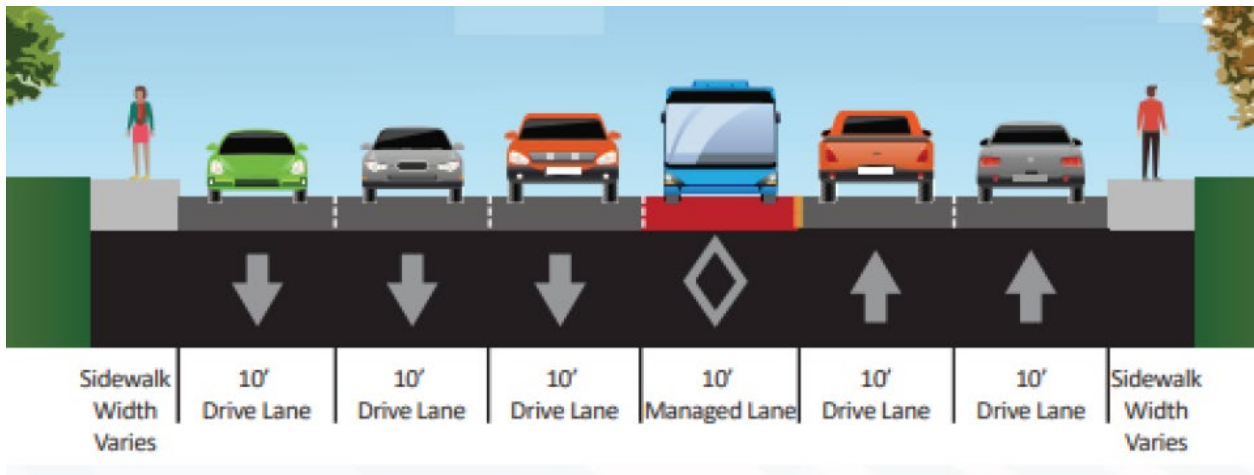 Sidewalk
Width
Varies
10'
Drive Lane
10'
Drive Lane
10'
Drive Lane
10'
Managed Lane
10'
Drive Lane
10'
Drive Lane
Sidewalk
Width
Varies